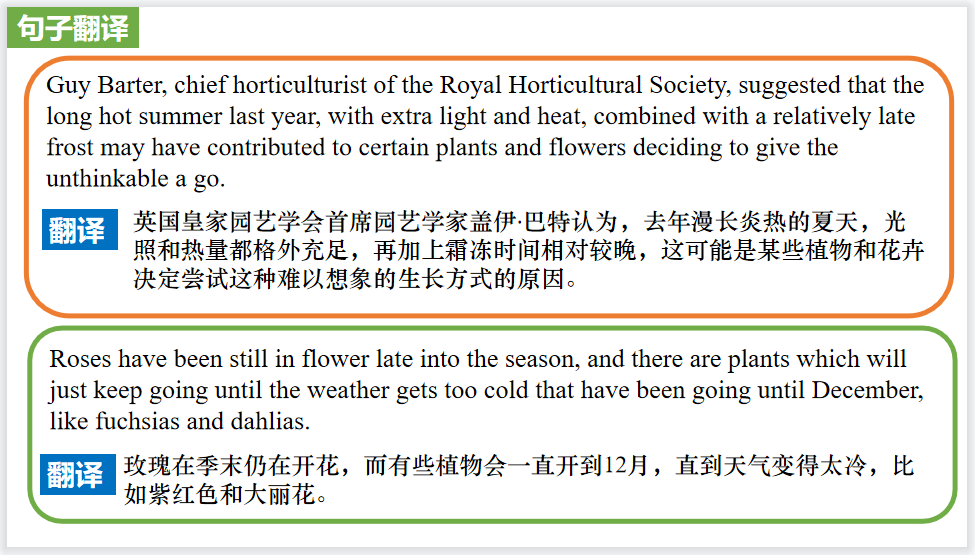 句子翻译
Guy Barter, chief horticulturist of the Royal Horticultural Society, suggested that the
long hot summer last year, with extra light and heat, combined with a relatively late
frost may have contributed to certain plants and flowers deciding to give the
unthinkable a go.
翻译
英国皇家园艺学会首席园艺学家盖伊·巴特认为，去年漫长炎热的夏天，光
照和热量都格外充足，再加上霜冻时间相对较晚，这可能是某些植物和花卉
决定尝试这种难以想象的生长方式的原因。
Roses have been still in flower late into the season, and there are plants which will
just keep going until the weather gets too cold that have been going until December,
like fuchsias and dahlias.
翻译
玫瑰在季末仍在开花，而有些植物会一直开到12月，直到天气变得太冷，比
如紫红色和大丽花。